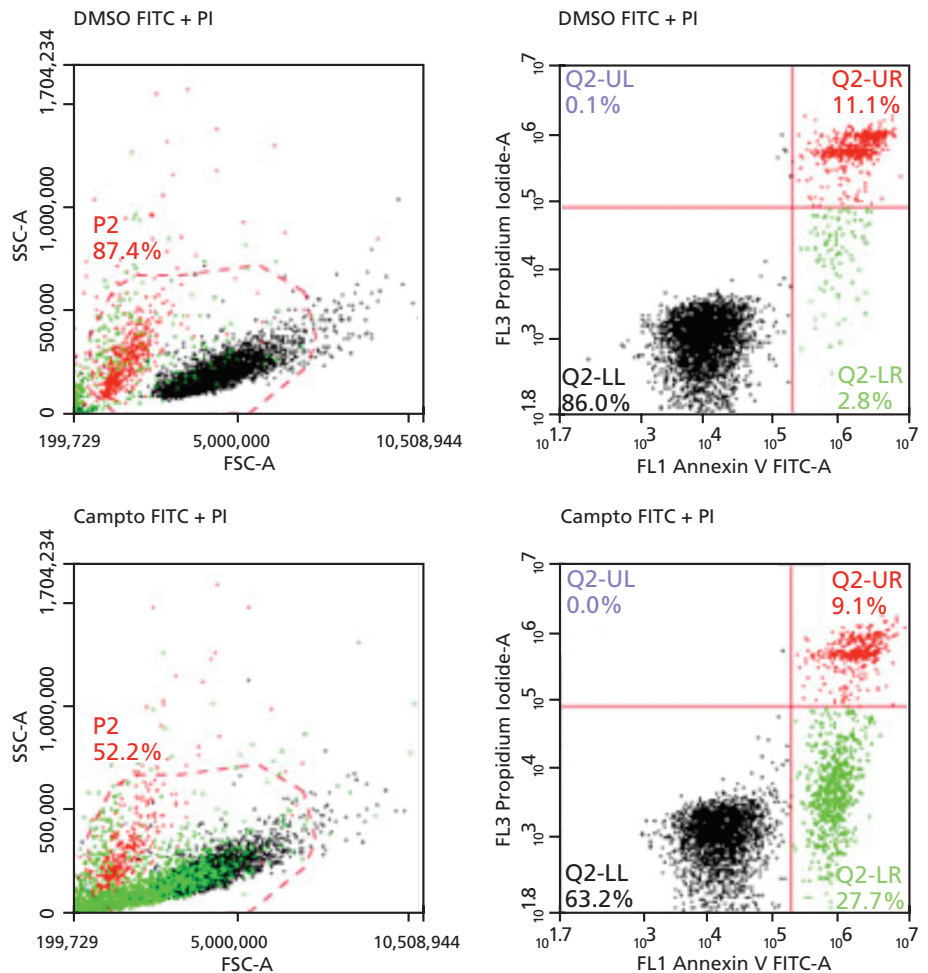 DMSO FITC + PI
SSC-A
1,704,234
1,000,000
500,000
0
P2
87.4%
199,729
5,000,000
10,508,944
FSC-A
DMSO FITC + PI
FL3 Propidium Iodide-A
10^7
10^6
10^5
10^4
10^3
10^1.8
Q2-UL
0.1%
Q2-UR
11.1%
Q2-LL
86.0%
Q2-LR
2.8%
10^1.7
10^3
10^4
10^5
10^6
10^7
FL1 Annexin V FITC-A
Campto FITC + PI
SSC-A
1,704,234
1,000,000
500,000
0
P2
52.2%
199,729
5,000,000
10,508,944
FSC-A
Campto FITC + PI
FL3 Propidium Iodide-A
10^7
10^6
10^5
10^4
10^3
10^1.8
Q2-UL
0.0%
Q2-UR
9.1%
Q2-LL
63.2%
Q2-LR
27.7%
10^1.7
10^3
10^4
10^5
10^6
10^7
FL1 Annexin V FITC-A